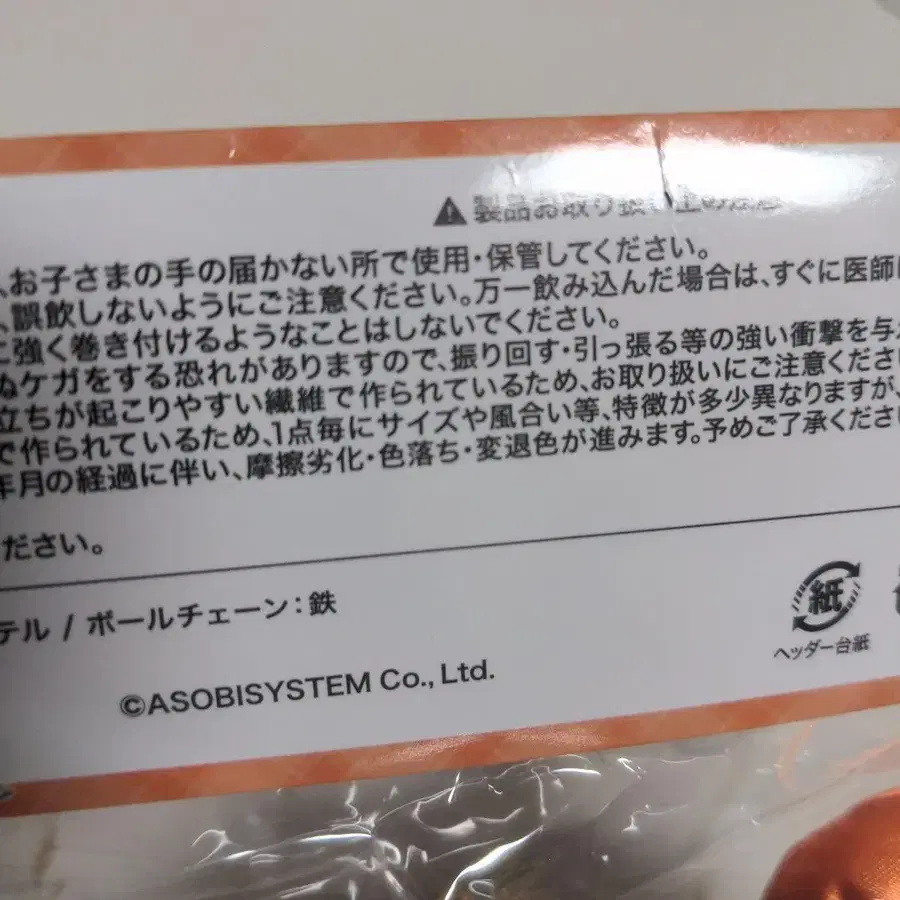 ⚠製品お取り扱い上の注意
、お子さまの手の届かない所で使用・保管してください。
、誤飲しないようにご注意ください。万一飲み込んだ場合は、すぐに医師に
に強く巻き付けるようなことはしないでください。
ぬケガをする恐れがありますので、振り回す・引っ張る等の強い衝撃を与え
立ちが起こりやすい繊維で作られているため、お取り扱いにご注意くださ
で作られているため、1点毎にサイズや風合い等、特徴が多少異なりますが、
年月の経過に伴い、摩擦劣化・色落ち・変退色が進みます。予めご了承くださ
ださい。
テル / ボールチェーン:鉄
紙
ヘッダー台紙
©ASOBISYSTEM Co., Ltd.